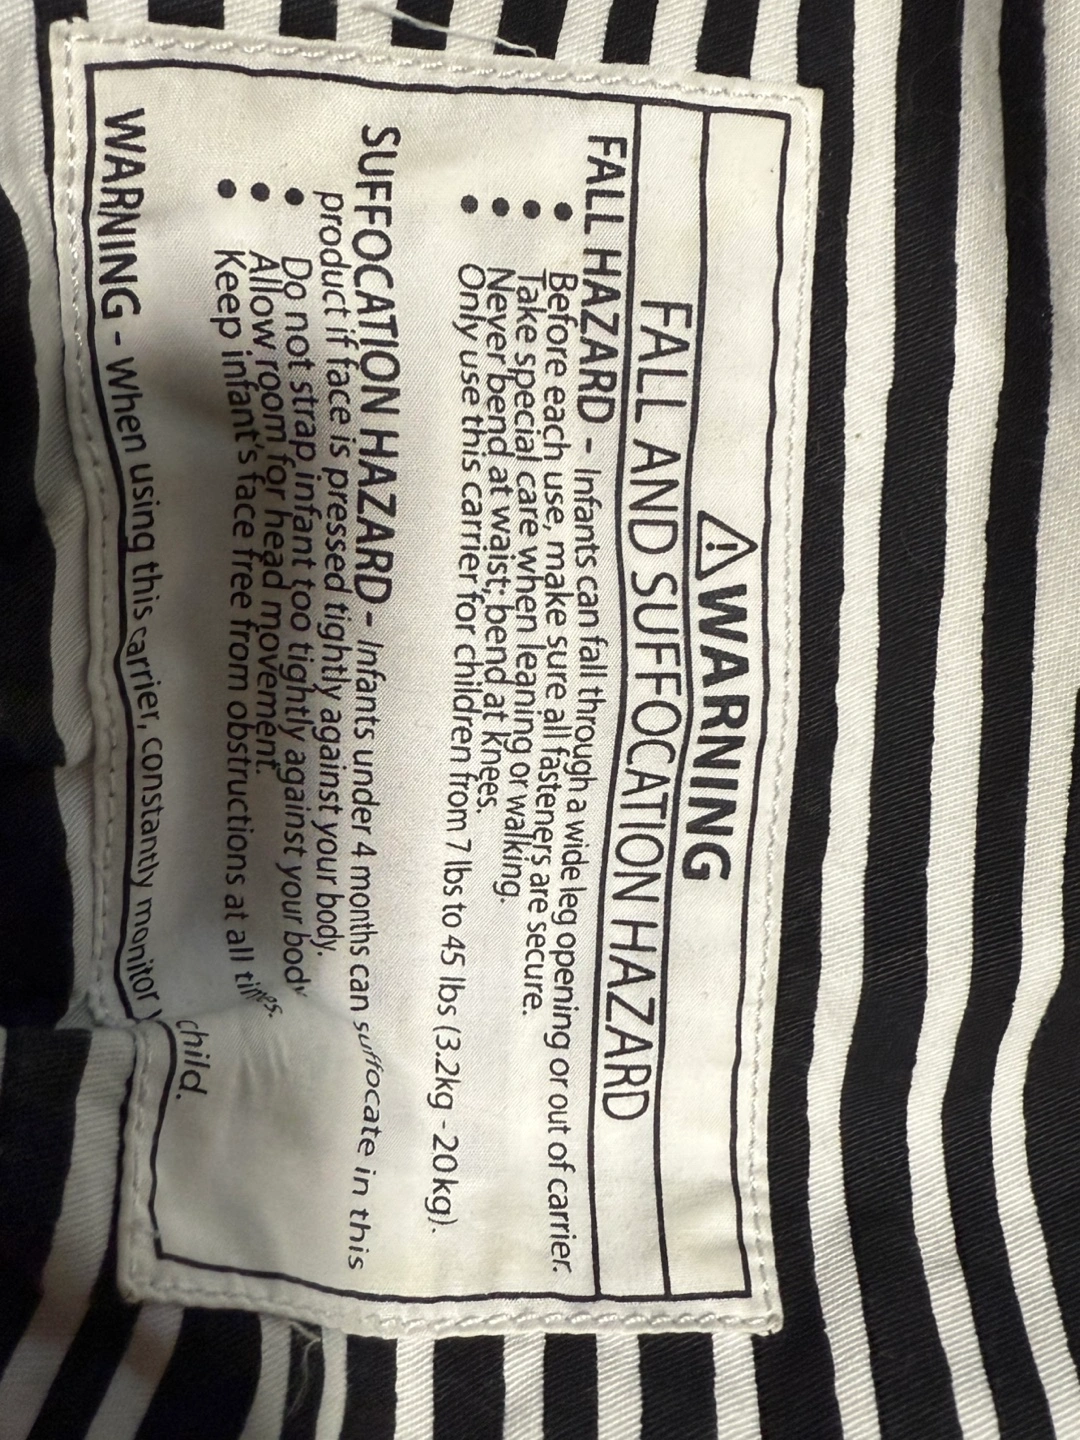 ⚠WARNING
FALL AND SUFFOCATION HAZARD
FALL HAZARD - Infants can fall through a wide leg opening or out of carrier.
• Before each use, make sure all fasteners are secure.
• Take special care when leaning or walking.
• Never bend at waist; bend at knees.
• Only use this carrier for children from 7 lbs to 45 lbs (3.2kg - 20kg).
SUFFOCATION HAZARD - Infants under 4 months can suffocate in this
product if face is pressed tightly against your body.
• Do not strap infant too tightly against your body
• Allow room for head movement.
• Keep infant's face free from obstructions at all times.
WARNING - When using this carrier, constantly monitor child.